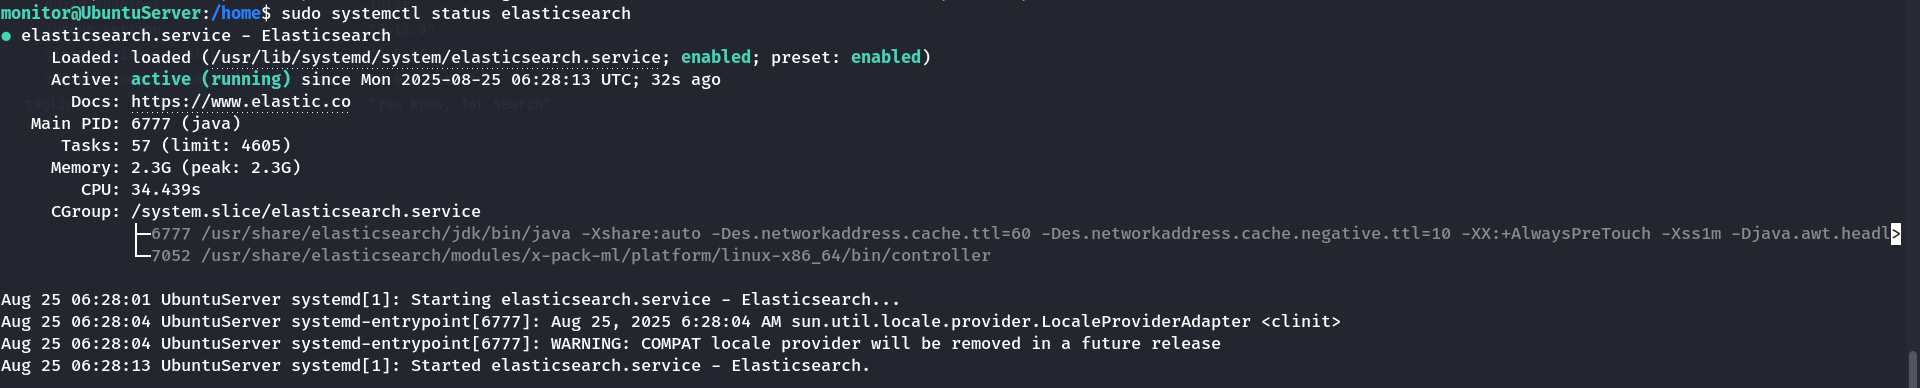 monitor@UbuntuServer:/home$ sudo systemctl status elasticsearch
● elasticsearch.service - Elasticsearch
     Loaded: loaded (/usr/lib/systemd/system/elasticsearch.service; enabled; preset: enabled)
     Active: active (running) since Mon 2025-08-25 06:28:13 UTC; 32s ago
       Docs: https://www.elastic.co
"You Know, for Search"
   Main PID: 6777 (java)
      Tasks: 57 (limit: 4605)
     Memory: 2.3G (peak: 2.3G)
        CPU: 34.439s
     CGroup: /system.slice/elasticsearch.service
             ├─6777 /usr/share/elasticsearch/jdk/bin/java -Xshare:auto -Des.networkaddress.cache.ttl=60 -Des.networkaddress.cache.negative.ttl=10 -XX:+AlwaysPreTouch -Xss1m -Djava.awt.headl>
             └─7052 /usr/share/elasticsearch/modules/x-pack-ml/platform/linux-x86_64/bin/controller
Aug 25 06:28:01 UbuntuServer systemd[1]: Starting elasticsearch.service - Elasticsearch...
Aug 25 06:28:04 UbuntuServer systemd-entrypoint[6777]: Aug 25, 2025 6:28:04 AM sun.util.locale.provider.LocaleProviderAdapter <clinit>
Aug 25 06:28:04 UbuntuServer systemd-entrypoint[6777]: WARNING: COMPAT locale provider will be removed in a future release
Aug 25 06:28:13 UbuntuServer systemd[1]: Started elasticsearch.service - Elasticsearch.